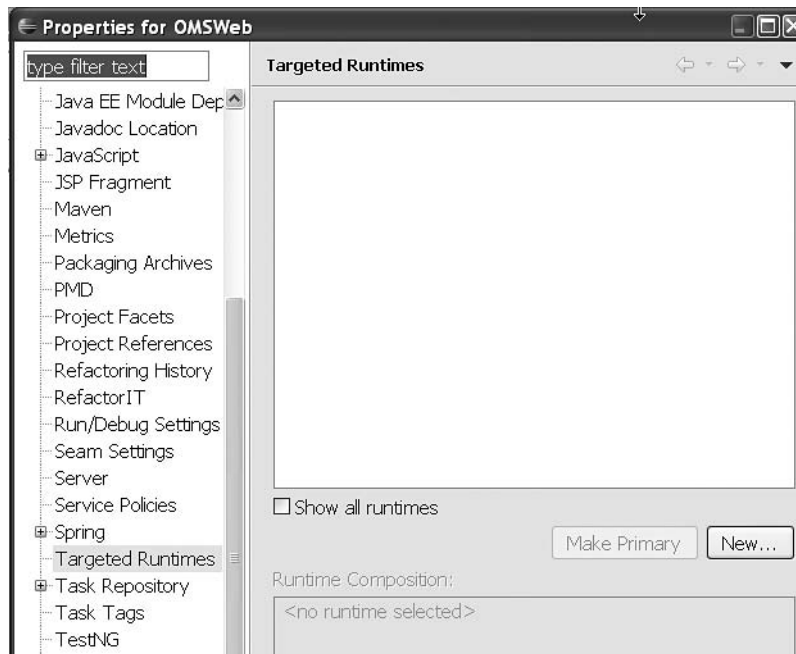 Properties for OMSWeb
type filter text
Java EE Module Dep
Javadoc Location
JavaScript
JSP Fragment
Maven
Metrics
Packaging Archives
PMD
Project Facets
Project References
Refactoring History
RefactorIT
Run/Debug Settings
Seam Settings
Server
Service Policies
Spring
Targeted Runtimes
Task Repository
Task Tags
TestNG
Targeted Runtimes
Show all runtimes
Make Primary
New...
Runtime Composition:
<no runtime selected>